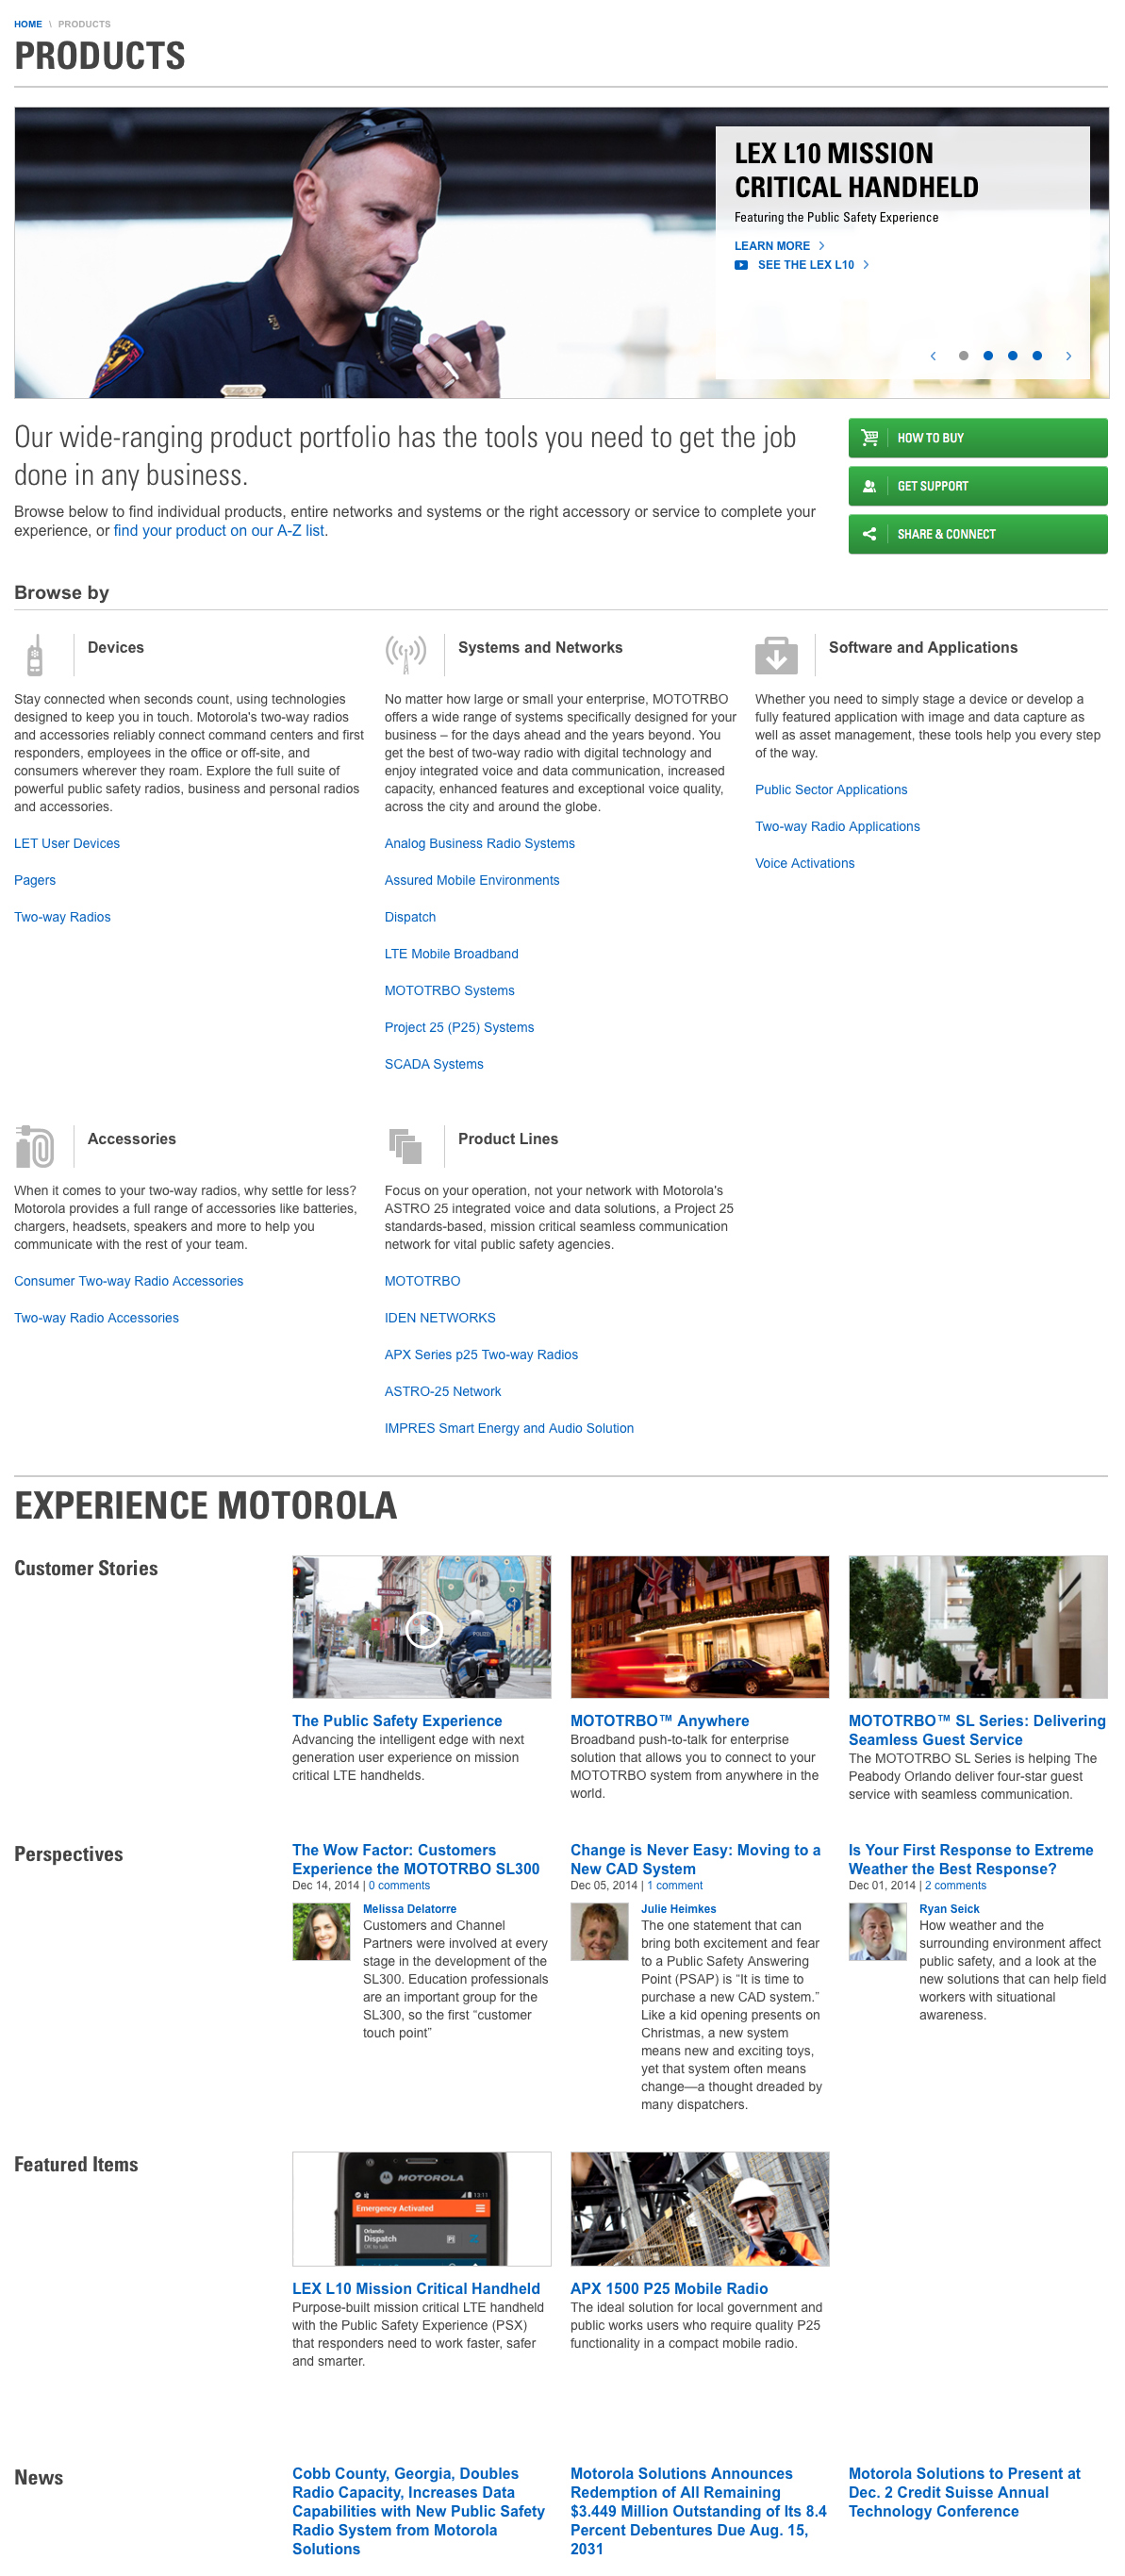 HOME \ PRODUCTS
PRODUCTS
LEX L10 MISSION
CRITICAL HANDHELD
Featuring the Public Safety Experience
LEARN MORE
SEE THE LEX L10
Our wide-ranging product portfolio has the tools you need to get the job
done in any business.
Browse below to find individual products, entire networks and systems or the right accessory or service to complete your
experience, or find your product on our A-Z list.
HOW TO BUY
GET SUPPORT
SHARE & CONNECT
Browse by
Devices
Stay connected when seconds count, using technologies
designed to keep you in touch. Motorola's two-way radios
and accessories reliably connect command centers and first
responders, employees in the office or off-site, and
consumers wherever they roam. Explore the full suite of
powerful public safety radios, business and personal radios
and accessories.
LET User Devices
Pagers
Two-way Radios
Systems and Networks
No matter how large or small your enterprise, MOTOTRBO
offers a wide range of systems specifically designed for your
business – for the days ahead and the years beyond. You
get the best of two-way radio with digital technology and
enjoy integrated voice and data communication, increased
capacity, enhanced features and exceptional voice quality,
across the city and around the globe.
Analog Business Radio Systems
Assured Mobile Environments
Dispatch
LTE Mobile Broadband
MOTOTRBO Systems
Project 25 (P25) Systems
SCADA Systems
Software and Applications
Whether you need to simply stage a device or develop a
fully featured application with image and data capture as
well as asset management, these tools help you every step
of the way.
Public Sector Applications
Two-way Radio Applications
Voice Activations
Accessories
When it comes to your two-way radios, why settle for less?
Motorola provides a full range of accessories like batteries,
chargers, headsets, speakers and more to help you
communicate with the rest of your team.
Consumer Two-way Radio Accessories
Two-way Radio Accessories
Product Lines
Focus on your operation, not your network with Motorola's
ASTRO 25 integrated voice and data solutions, a Project 25
standards-based, mission critical seamless communication
network for vital public safety agencies.
MOTOTRBO
IDEN NETWORKS
APX Series p25 Two-way Radios
ASTRO-25 Network
IMPRES Smart Energy and Audio Solution
EXPERIENCE MOTOROLA
Customer Stories
The Public Safety Experience
Advancing the intelligent edge with next
generation user experience on mission
critical LTE handhelds.
MOTOTRBO™ Anywhere
Broadband push-to-talk for enterprise
solution that allows you to connect to your
MOTOTRBO system from anywhere in the
world.
MOTOTRBO™ SL Series: Delivering
Seamless Guest Service
The MOTOTRBO SL Series is helping The
Peabody Orlando deliver four-star guest
service with seamless communication.
Perspectives
The Wow Factor: Customers
Experience the MOTOTRBO SL300
Dec 14, 2014 | 0 comments
Melissa Delatorre
Customers and Channel
Partners were involved at every
stage in the development of the
SL300. Education professionals
are an important group for the
SL300, so the first “customer
touch point”
Change is Never Easy: Moving to a
New CAD System
Dec 05, 2014 | 1 comment
Julie Heimkes
The one statement that can
bring both excitement and fear
to a Public Safety Answering
Point (PSAP) is “It is time to
purchase a new CAD system.”
Like a kid opening presents on
Christmas, a new system
means new and exciting toys,
yet that system often means
change—a thought dreaded by
many dispatchers.
Is Your First Response to Extreme
Weather the Best Response?
Dec 01, 2014 | 2 comments
Ryan Seick
How weather and the
surrounding environment affect
public safety, and a look at the
new solutions that can help field
workers with situational
awareness.
Featured Items
MOTOROLA
13:11
Emergency Activated
Orlando
Dispatch
LEX L10 Mission Critical Handheld
Purpose-built mission critical LTE handheld
with the Public Safety Experience (PSX)
that responders need to work faster, safer
and smarter.
APX 1500 P25 Mobile Radio
The ideal solution for local government and
public works users who require quality P25
functionality in a compact mobile radio.
News
Cobb County, Georgia, Doubles
Radio Capacity, Increases Data
Capabilities with New Public Safety
Radio System from Motorola
Solutions
Motorola Solutions Announces
Redemption of All Remaining
$3.449 Million Outstanding of Its 8.4
Percent Debentures Due Aug. 15,
2031
Motorola Solutions to Present at
Dec. 2 Credit Suisse Annual
Technology Conference